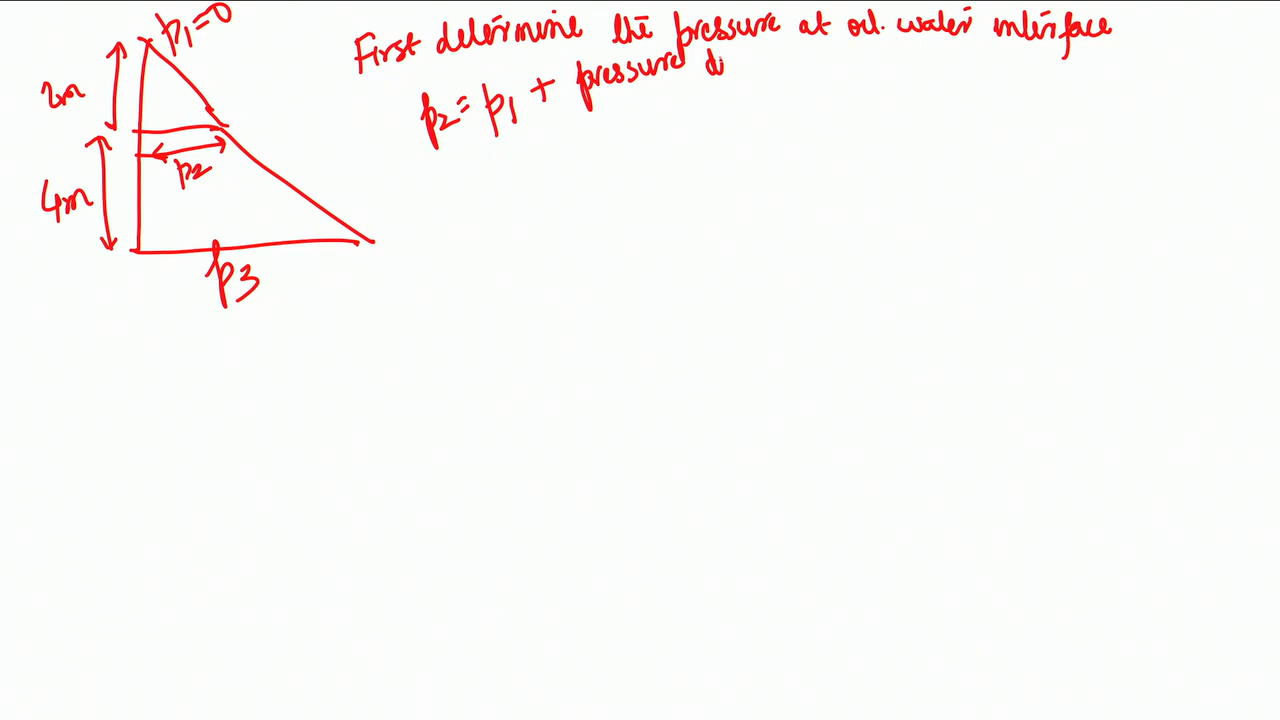 p1=0
First determine the pressure at oil. water interface
2m
p2 = p1 + pressure d
4m
p2
p3